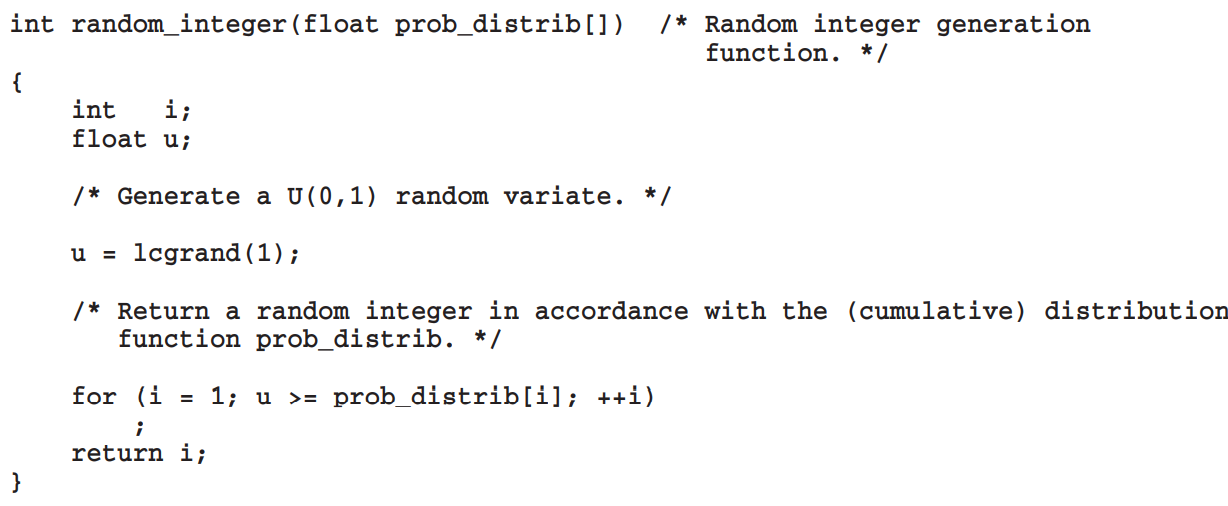 int random_integer(float prob_distrib[])  /* Random integer generation
                                             function. */
{
    int   i;
    float u;

    /* Generate a U(0,1) random variate. */

    u = lcgrand(1);

    /* Return a random integer in accordance with the (cumulative) distribution
       function prob_distrib. */

    for (i = 1; u >= prob_distrib[i]; ++i)
        ;
    return i;
}